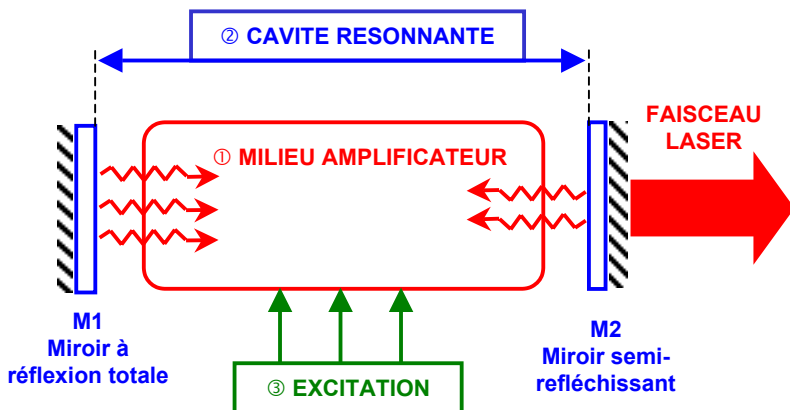 ② CAVITE RESONNANTE
FAISCEAU
LASER
① MILIEU AMPLIFICATEUR
M1
Miroir à
réflexion totale
M2
Miroir semi-
refléchissant
③ EXCITATION